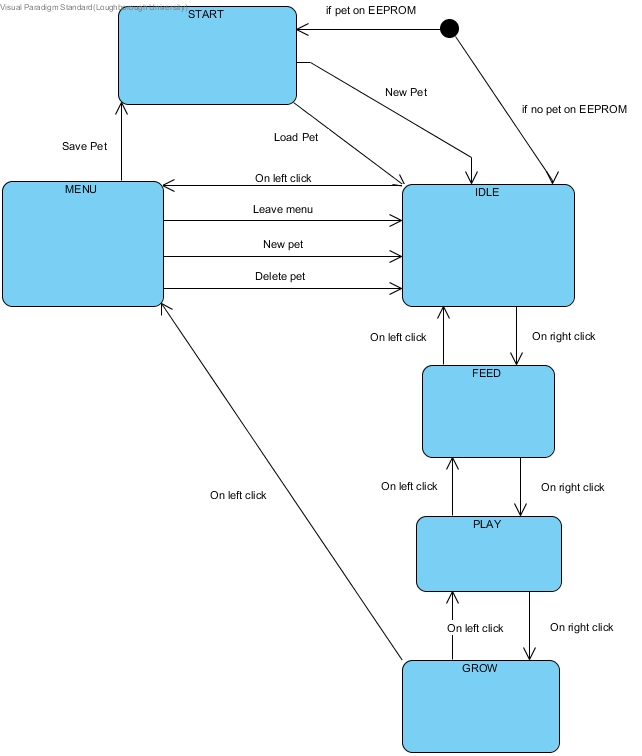 Visual Paradigm Standard(Loughborough University)
START
if pet on EEPROM
New Pet
if no pet on EEPROM
Load Pet
Save Pet
MENU
On left click
IDLE
Leave menu
New pet
Delete pet
On left click
On right click
FEED
On left click
On right click
PLAY
On left click
On left click
On right click
GROW